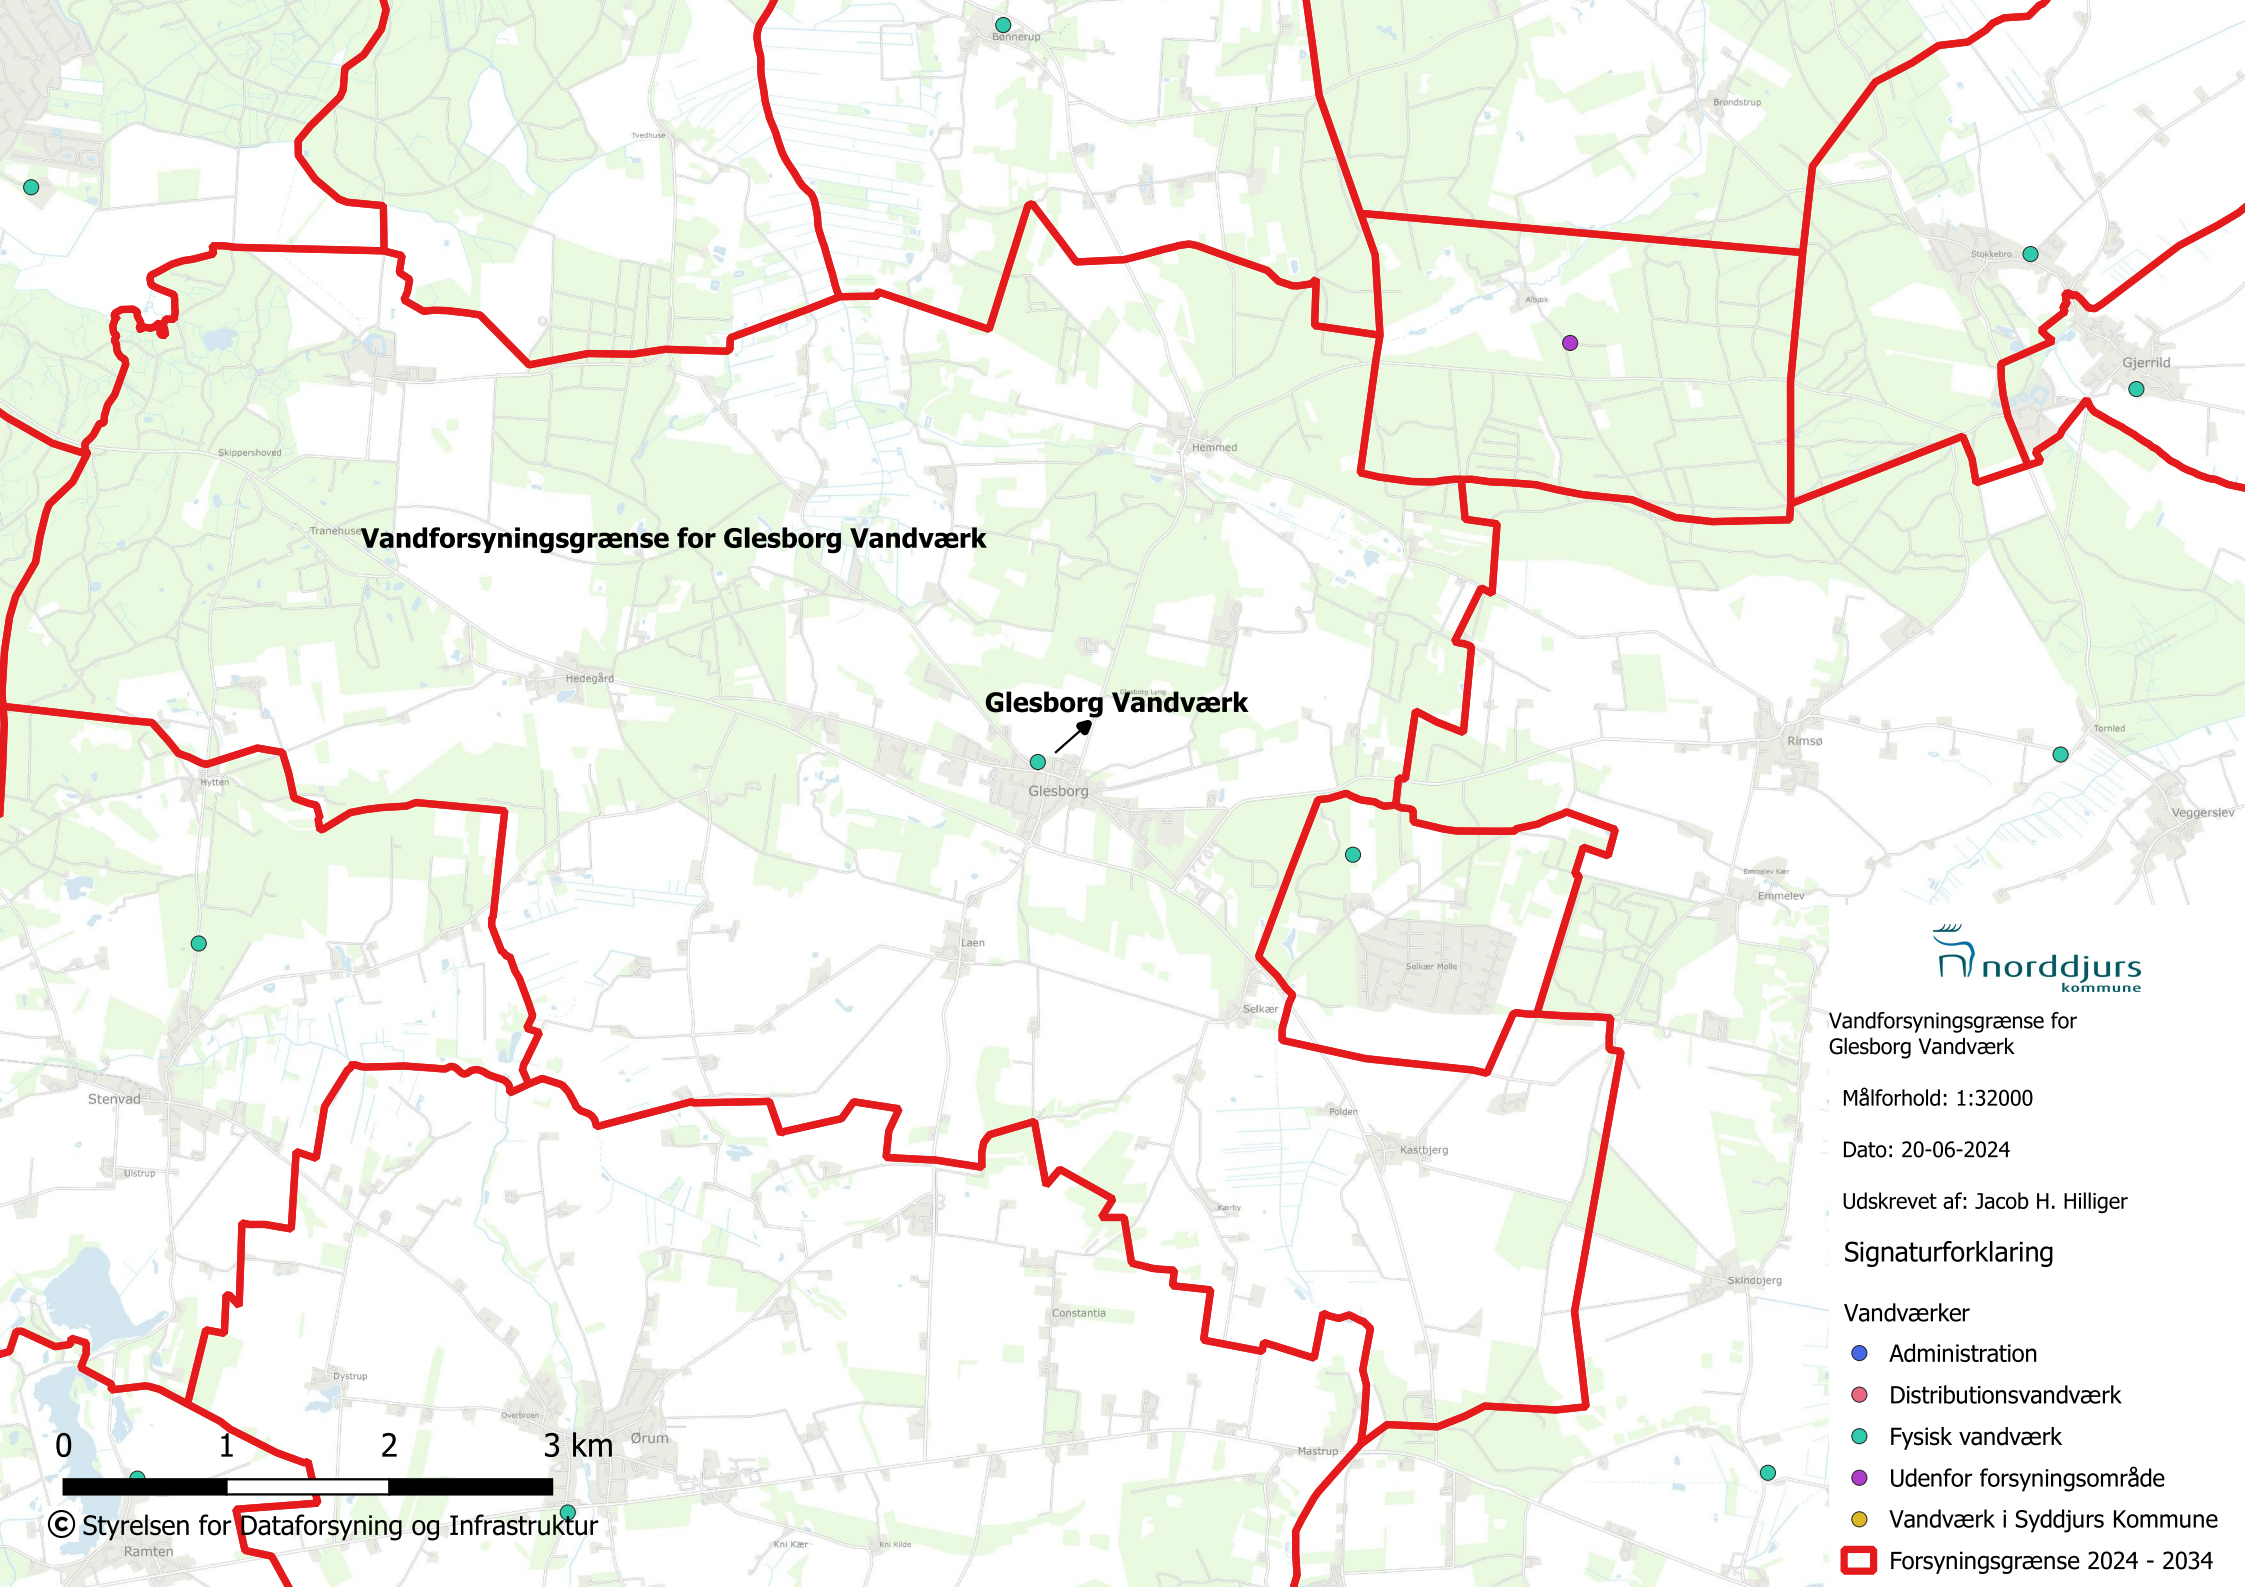 Bønnerup
Brøndstrup
Tvedhuse
Stokkebro
Albæk
Gjerrild
Hemmed
Skippershoved
Tranehuse
Vandforsyningsgrænse for Glesborg Vandværk
Hedegård
Glesborg Lyng
Glesborg Vandværk
Tornled
Rimsø
Hytten
Glesborg
Veggerslev
Emmelev Kær
Emmelev
Laen
Selkær Mølle
Selkær
Stenvad
Polden
Kastbjerg
Ulstrup
Kærby
Skindbjerg
Constantia
Dystrup
Overbroen
Ørum
Mastrup
0 1 2 3 km
© Styrelsen for Dataforsyning og Infrastruktur
Ramten
Kni Kær
Kni Kilde
norddjurs
kommune
Vandforsyningsgrænse for
Glesborg Vandværk
Målforhold: 1:32000
Dato: 20-06-2024
Udskrevet af: Jacob H. Hilliger
Signaturforklaring
Vandværker
Administration
Distributionsvandværk
Fysisk vandværk
Udenfor forsyningsområde
Vandværk i Syddjurs Kommune
Forsyningsgrænse 2024 - 2034